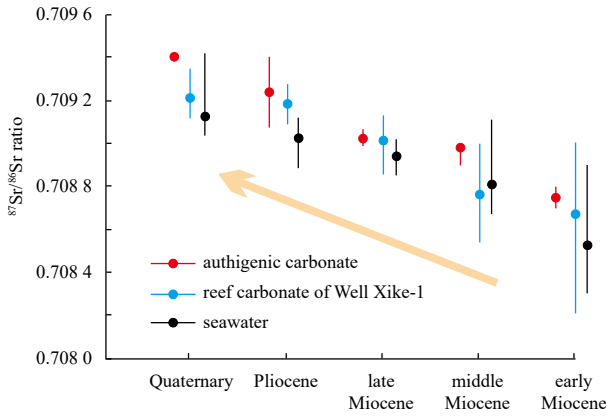 0.709 6
0.709 2
0.708 8
0.708 4
0.708 0
⁸⁷Sr/⁸⁶Sr ratio
authigenic carbonate
reef carbonate of Well Xike-1
seawater
Quaternary
Pliocene
late
Miocene
middle
Miocene
early
Miocene